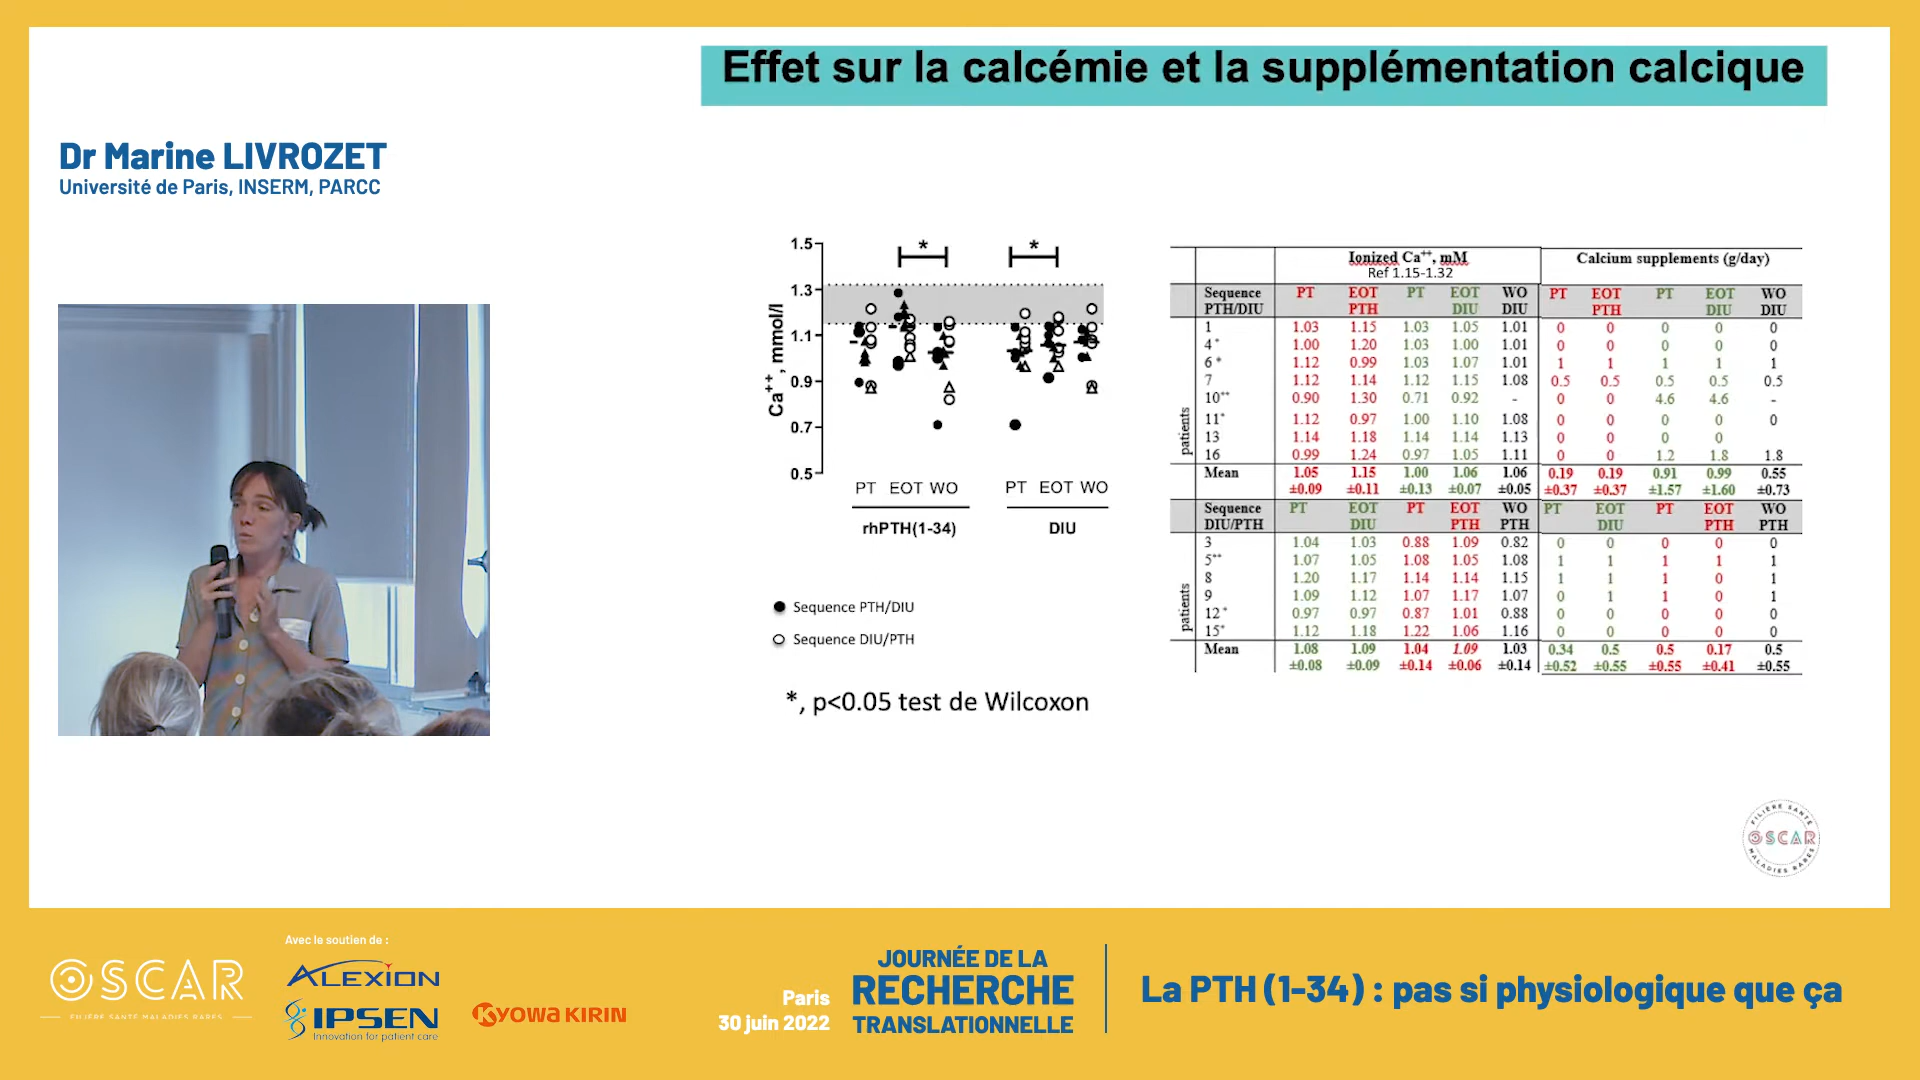 Effet sur la calcémie et la supplémentation calcique
Dr Marine LIVROZET
Université de Paris, INSERM, PARCC
1.5
1.3
1.1
0.9
0.7
0.5
Ca++, mmol/l
* *
PT EOT WO PT EOT WO
rhPTH(1-34) DIU
Sequence PTH/DIU
Sequence DIU/PTH
*, p<0.05 test de Wilcoxon
Ionized Ca++, mM Calcium supplements (g/day)
Ref 1.15-1.32
Sequence PT EOT PT EOT WO PT EOT PT EOT WO
PTH/DIU PTH DIU DIU PTH DIU DIU
patients
1 1.03 1.15 1.03 1.05 1.01 0 0 0 0 0
4* 1.00 1.20 1.03 1.00 1.01 0 0 0 0 0
6* 1.12 0.99 1.03 1.07 1.01 1 1 1 1 1
7 1.12 1.14 1.12 1.15 1.08 0.5 0.5 0.5 0.5 0.5
10** 0.90 1.30 0.71 0.92 - 0 0 4.6 4.6 -
11* 1.12 0.97 1.00 1.10 1.08 0 0 0 0 0
13 1.14 1.18 1.14 1.14 1.13 0 0 0 0
16 0.99 1.24 0.97 1.05 1.11 0 0 1.2 1.8 1.8
Mean 1.05 1.15 1.00 1.06 1.06 0.19 0.19 0.91 0.99 0.55
±0.09 ±0.11 ±0.13 ±0.07 ±0.05 ±0.37 ±0.37 ±1.57 ±1.60 ±0.73
Sequence PT EOT PT EOT WO PT EOT PT EOT WO
DIU/PTH DIU PTH PTH DIU PTH PTH
patients
3 1.04 1.03 0.88 1.09 0.82 0 0 0 0 0
5** 1.07 1.05 1.08 1.05 1.08 1 1 1 1 1
8 1.20 1.17 1.14 1.14 1.15 1 1 1 0 1
9 1.09 1.12 1.07 1.17 1.07 0 1 1 0 1
12* 0.97 0.97 0.87 1.01 0.88 0 0 0 0 0
15* 1.12 1.18 1.22 1.06 1.16 0 0 0 0 0
Mean 1.08 1.09 1.04 1.09 1.03 0.34 0.5 0.5 0.17 0.5
±0.08 ±0.09 ±0.14 ±0.06 ±0.14 ±0.52 ±0.55 ±0.55 ±0.41 ±0.55
FILIÈRE SANTÉ
OSCAR
MALADIES RARES
OSCAR
FILIÈRE SANTÉ MALADIES RARES
Avec le soutien de :
ALEXION
IPSEN
Innovation for patient care
KYOWA KIRIN
Paris
30 juin 2022
JOURNÉE DE LA
RECHERCHE
TRANSLATIONNELLE
La PTH (1-34) : pas si physiologique que ça